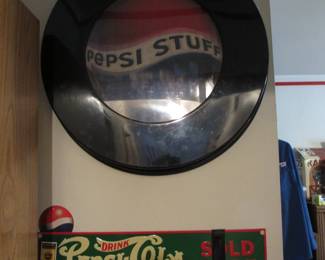 PEPSI STUFF
DRINK
Pepsi-Cola SOLD